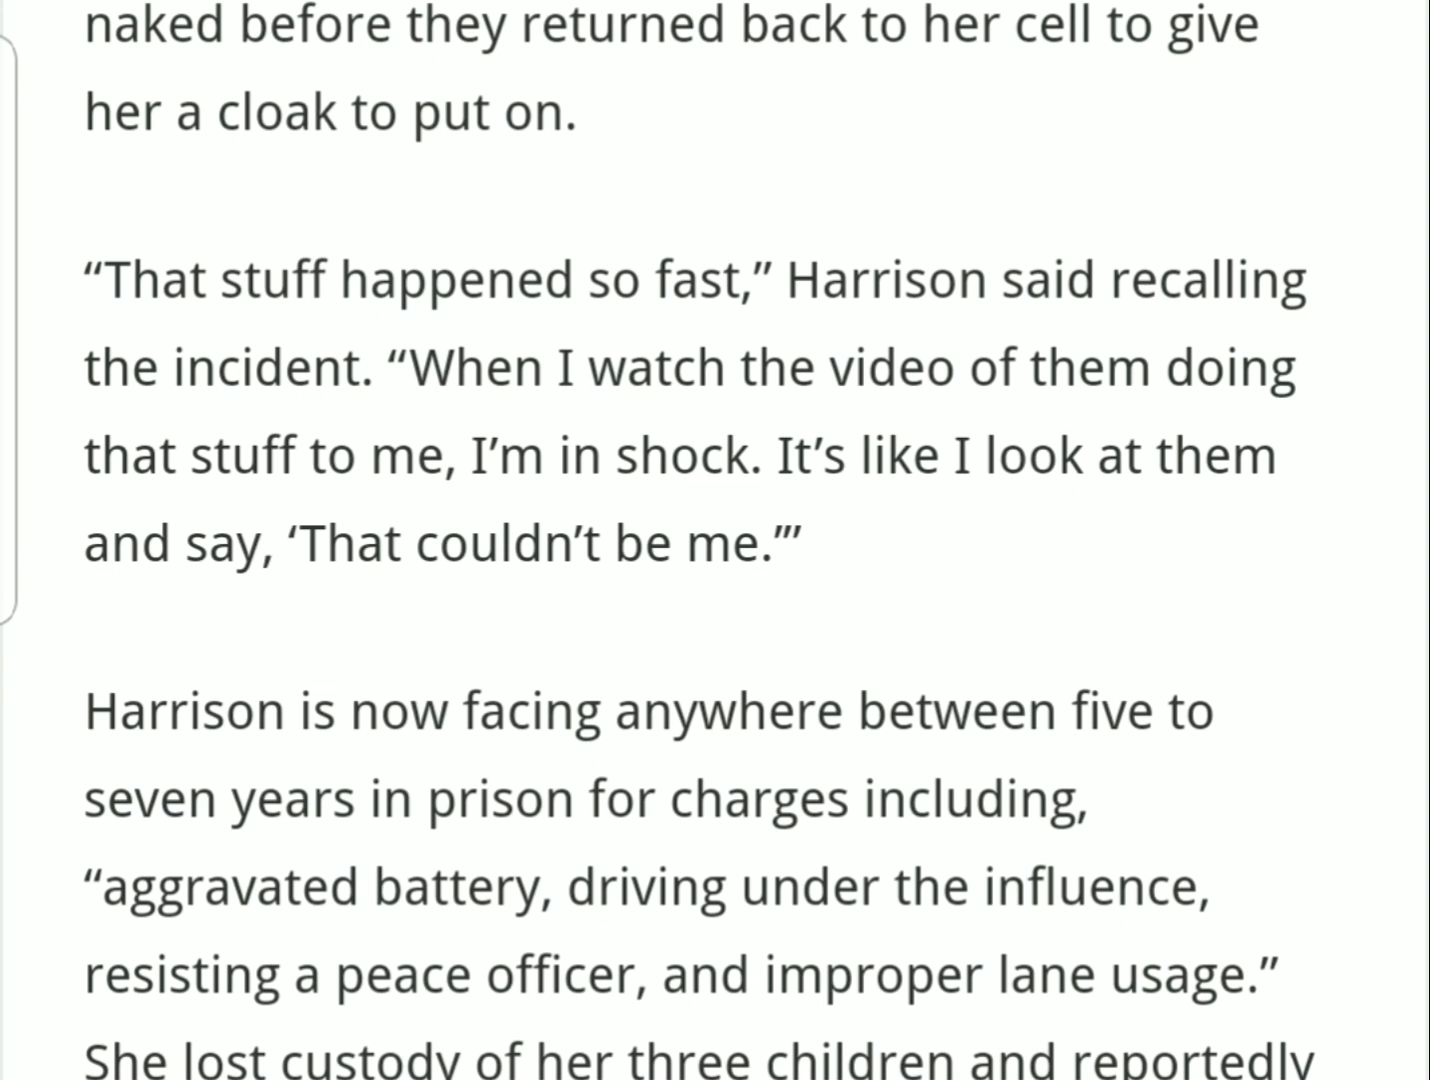 naked before they returned back to her cell to give
her a cloak to put on.
“That stuff happened so fast,” Harrison said recalling
the incident. “When I watch the video of them doing
that stuff to me, I’m in shock. It’s like I look at them
and say, ‘That couldn’t be me.’”
Harrison is now facing anywhere between five to
seven years in prison for charges including,
“aggravated battery, driving under the influence,
resisting a peace officer, and improper lane usage.”
She lost custody of her three children and reportedly